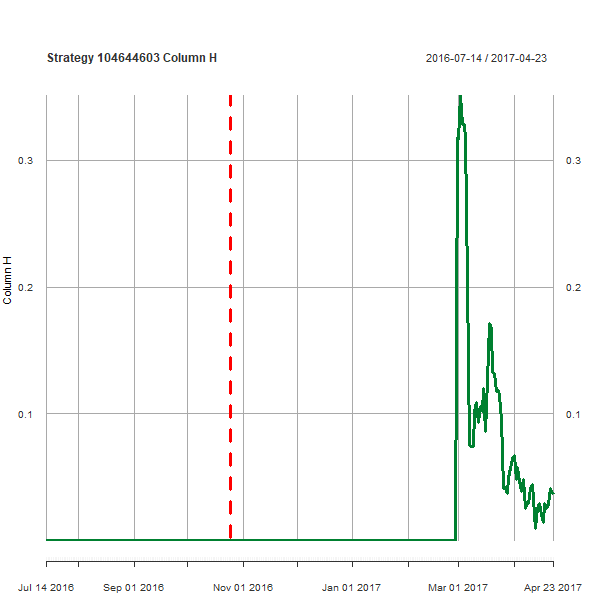 Strategy 104644603 Column H
2016-07-14 / 2017-04-23
0.3
0.3
0.2
0.2
0.1
0.1
Column H
Jul 14 2016
Sep 01 2016
Nov 01 2016
Jan 01 2017
Mar 01 2017
Apr 23 2017